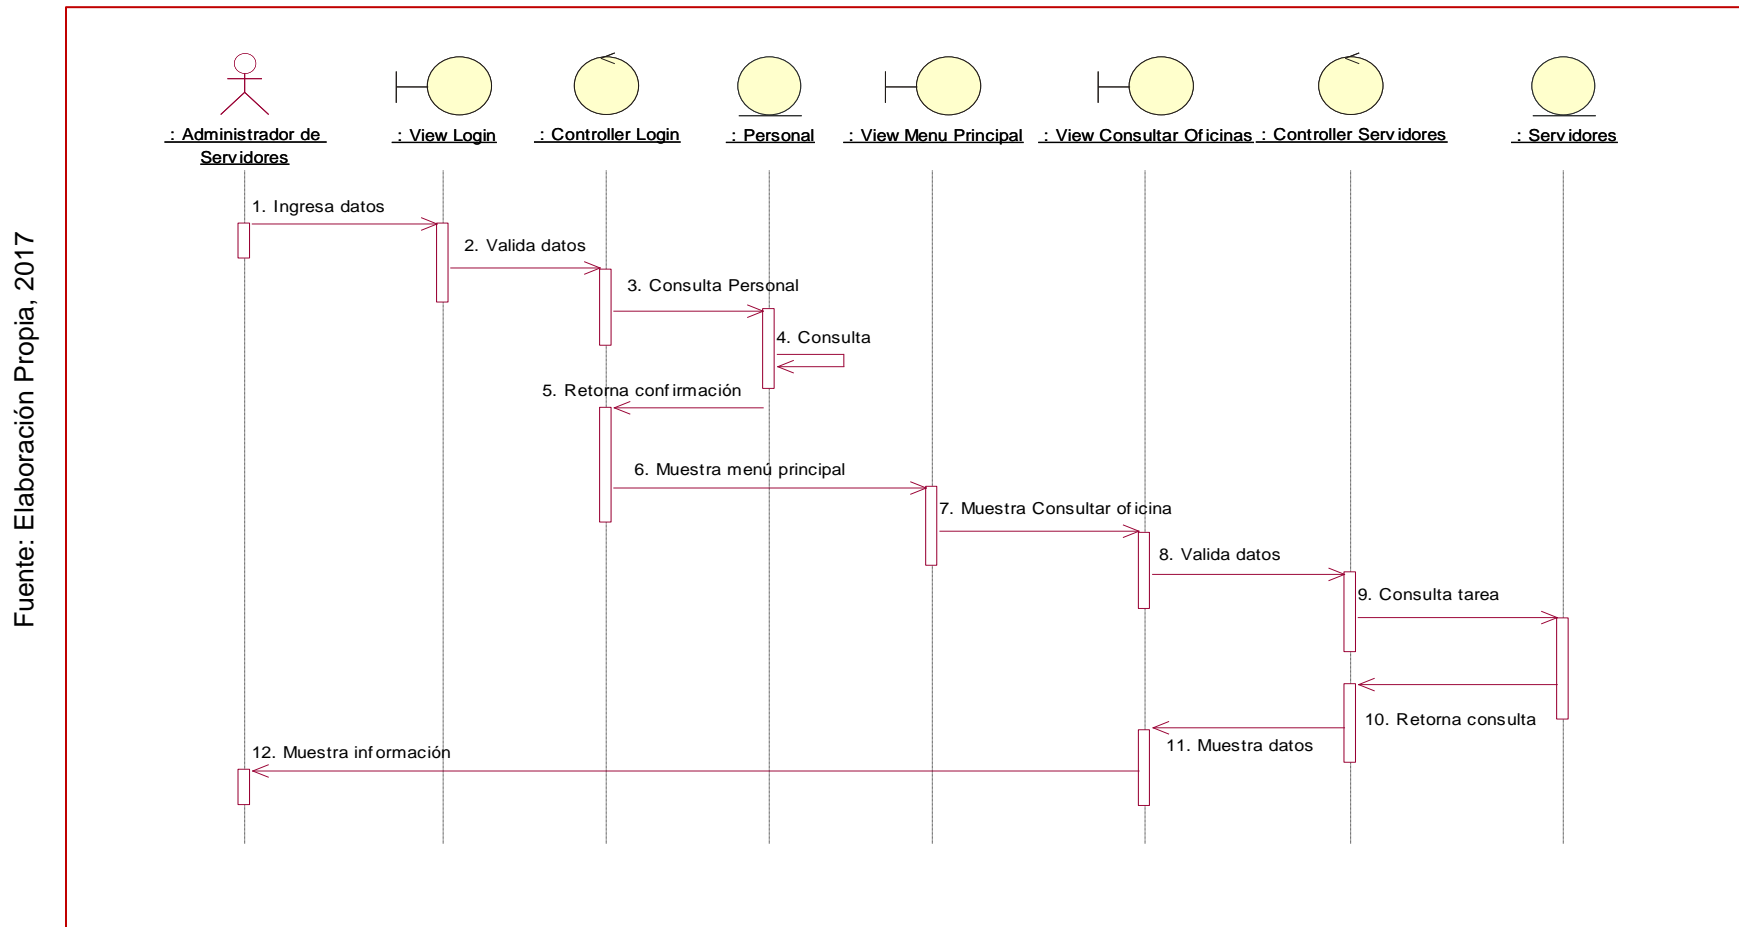 : Administrador de
Servidores
: View Login
: Controller Login
: Personal
: View Menu Principal
: View Consultar Oficinas
: Controller Servidores
: Servidores
1. Ingresa datos
2. Valida datos
3. Consulta Personal
4. Consulta
5. Retorna confirmación
6. Muestra menú principal
7. Muestra Consultar oficina
8. Valida datos
9. Consulta tarea
10. Retorna consulta
11. Muestra datos
12. Muestra información
Fuente: Elaboración Propia, 2017